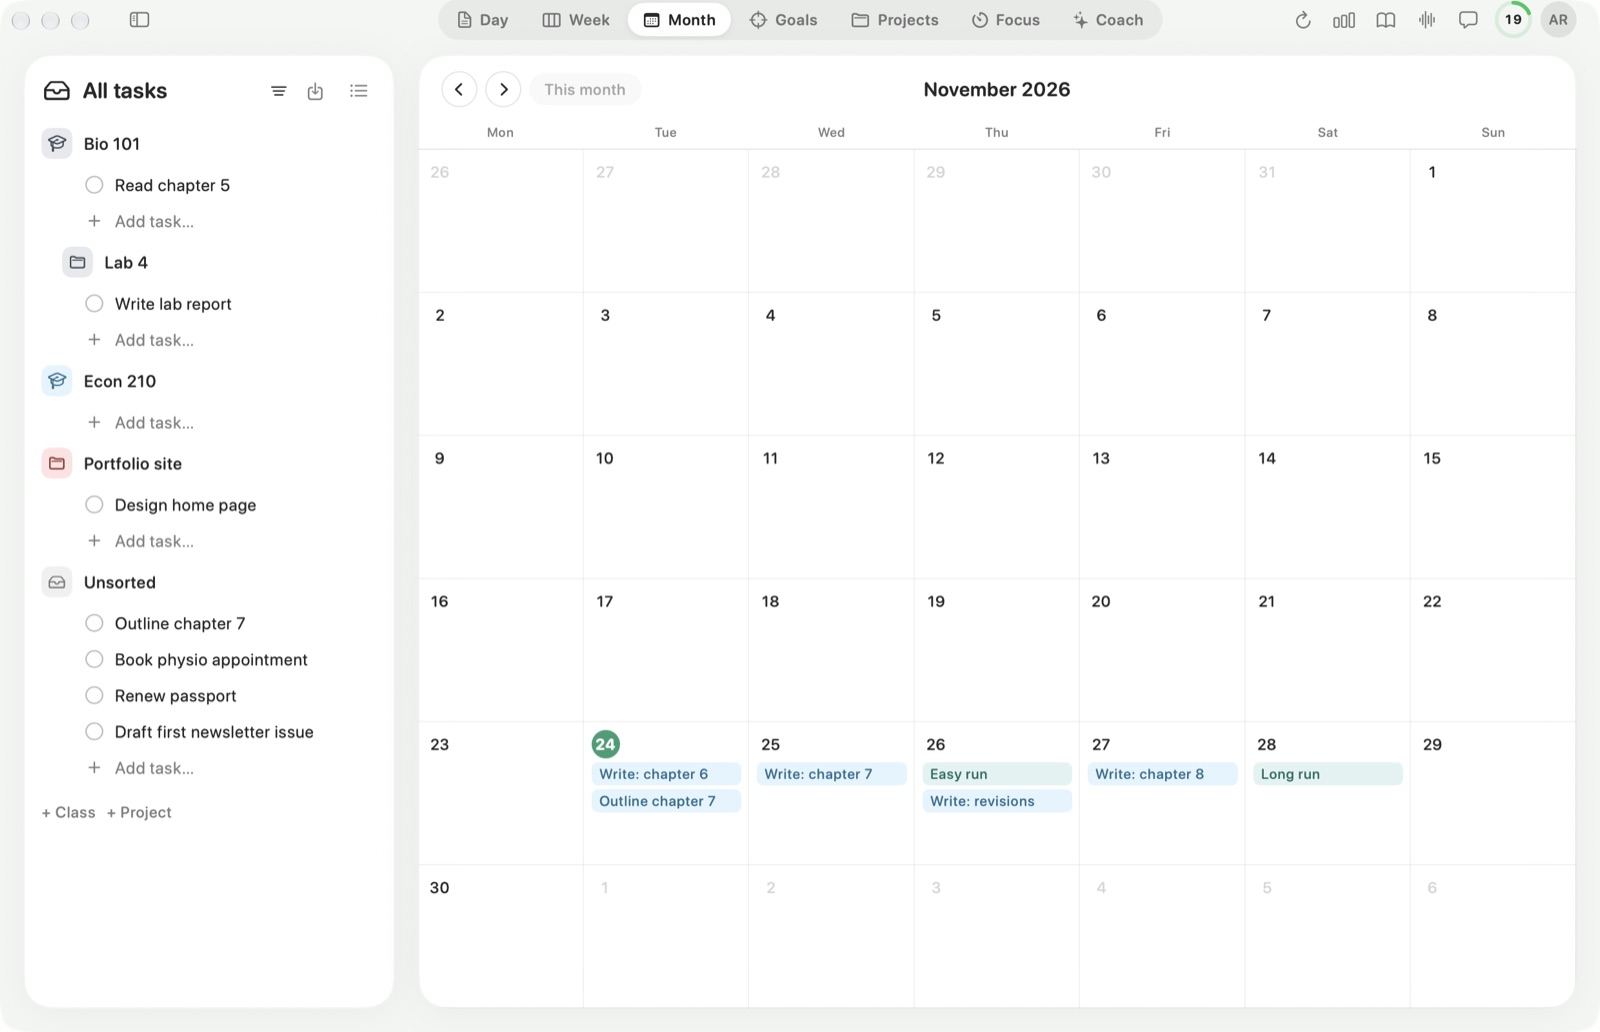 Day
Week
Month
Goals
Projects
Focus
Coach
19
AR
All tasks
Bio 101
Read chapter 5
+ Add task...
Lab 4
Write lab report
+ Add task...
Econ 210
+ Add task...
Portfolio site
Design home page
+ Add task...
Unsorted
Outline chapter 7
Book physio appointment
Renew passport
Draft first newsletter issue
+ Add task...
+ Class + Project
This month
November 2026
Mon Tue Wed Thu Fri Sat Sun
26 27 28 29 30 31 1
2 3 4 5 6 7 8
9 10 11 12 13 14 15
16 17 18 19 20 21 22
23 24 25 26 27 28 29
Write: chapter 6
Outline chapter 7
Write: chapter 7
Easy run
Write: revisions
Write: chapter 8
Long run
30 1 2 3 4 5 6